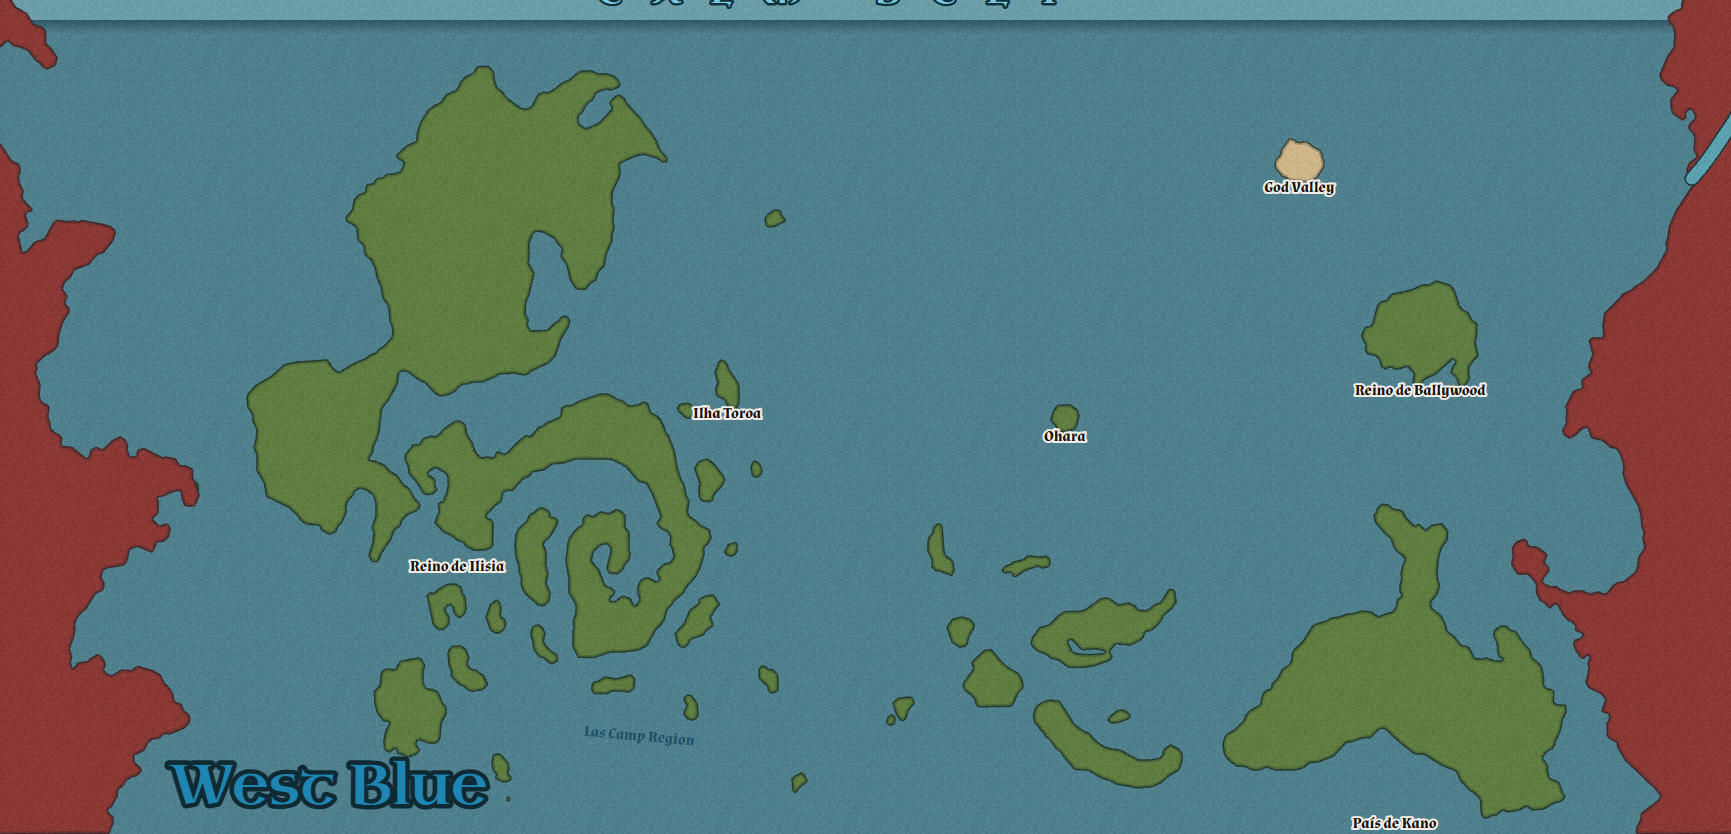 God Valley
Reino de Ballywood
Ilha Toroa
Ohara
Reino de Ilisia
Las Camp Region
West Blue
País de Kano